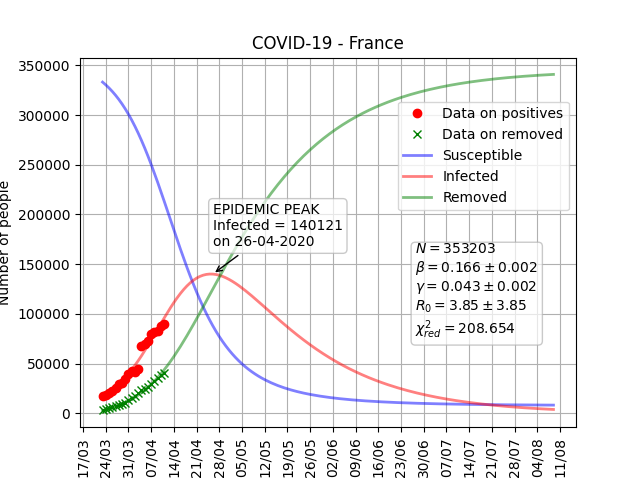 COVID-19 - France
Number of people
350000
300000
250000
200000
150000
100000
50000
0
Data on positives
Data on removed
Susceptible
Infected
Removed
EPIDEMIC PEAK
Infected = 140121
on 26-04-2020
N = 353203
β = 0.166 ± 0.002
γ = 0.043 ± 0.002
R₀ = 3.85 ± 3.85
χ²_red = 208.654
17/03
24/03
31/03
07/04
14/04
21/04
28/04
05/05
12/05
19/05
26/05
02/06
09/06
16/06
23/06
30/06
07/07
14/07
21/07
28/07
04/08
11/08